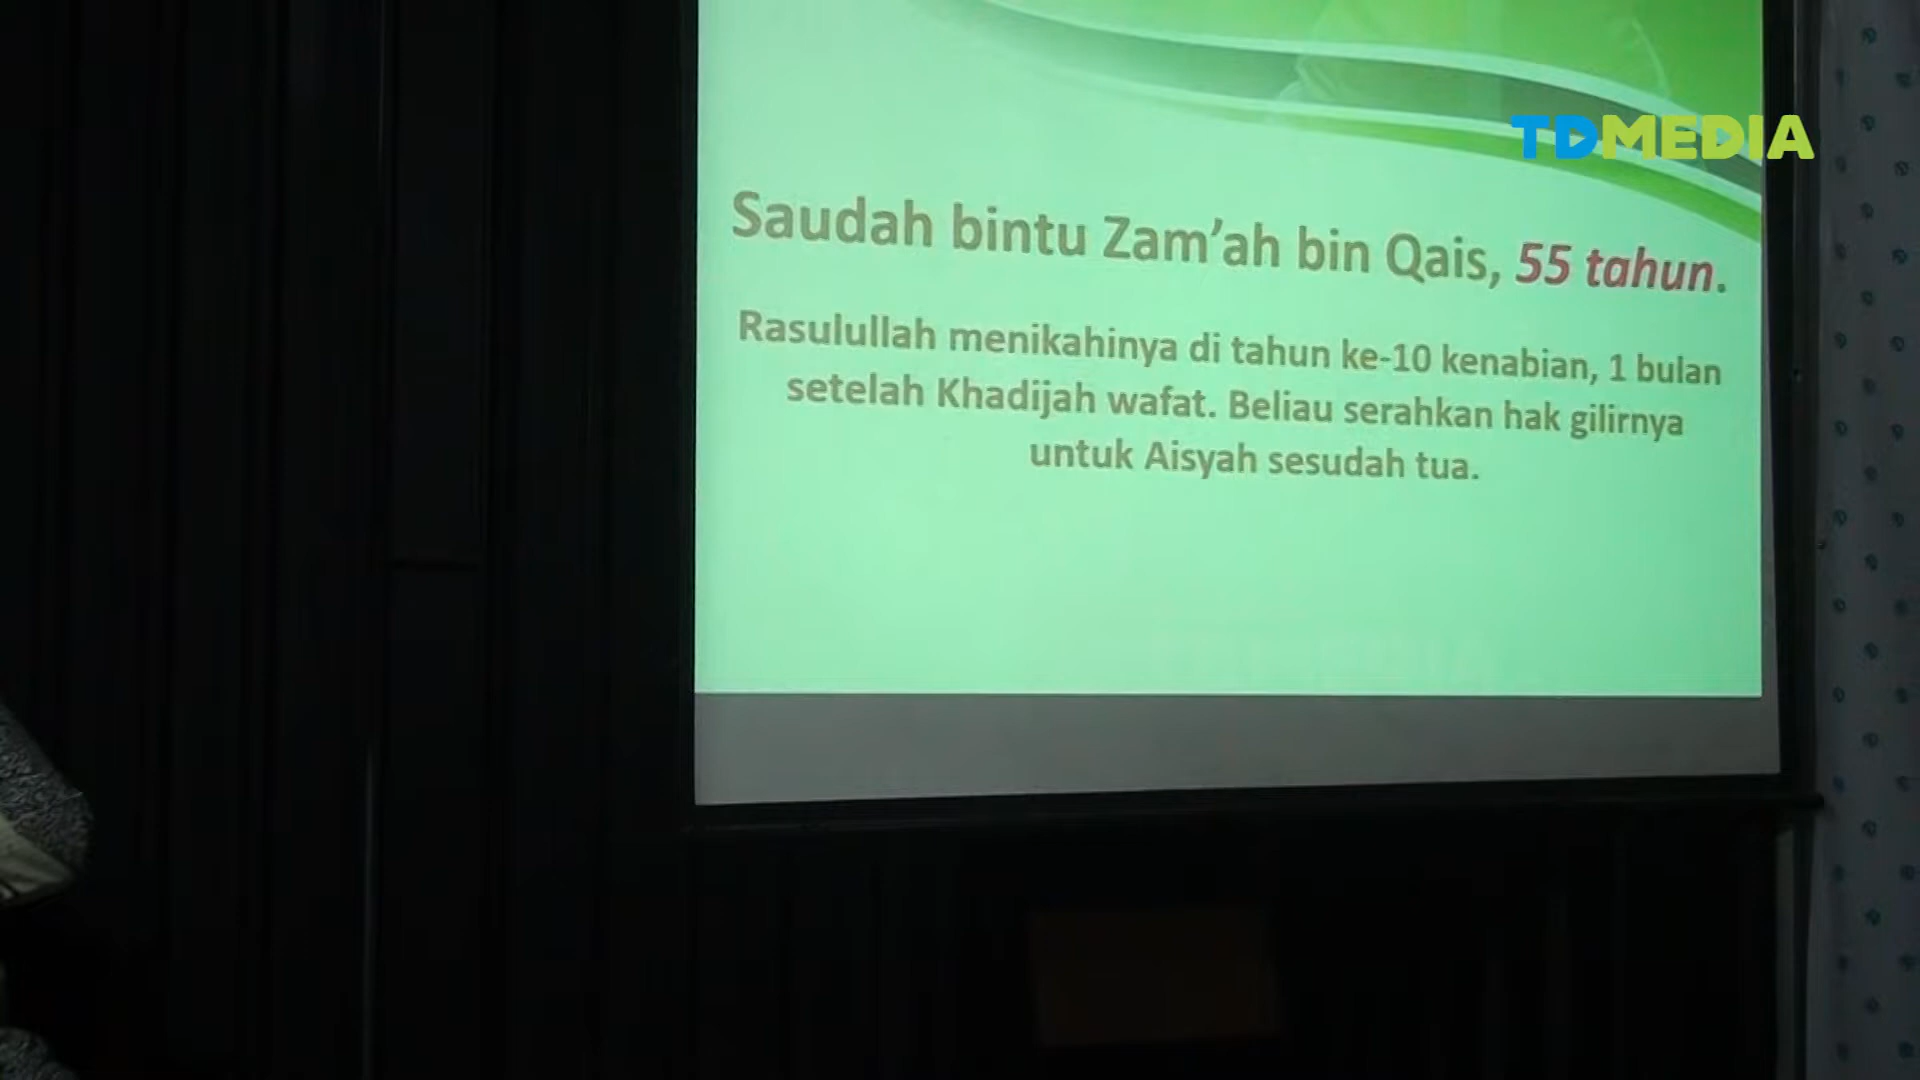 TDMEDIA
Saudah bintu Zam’ah bin Qais, 55 tahun.
Rasulullah menikahinya di tahun ke-10 kenabian, 1 bulan
setelah Khadijah wafat. Beliau serahkan hak gilirnya
untuk Aisyah sesudah tua.